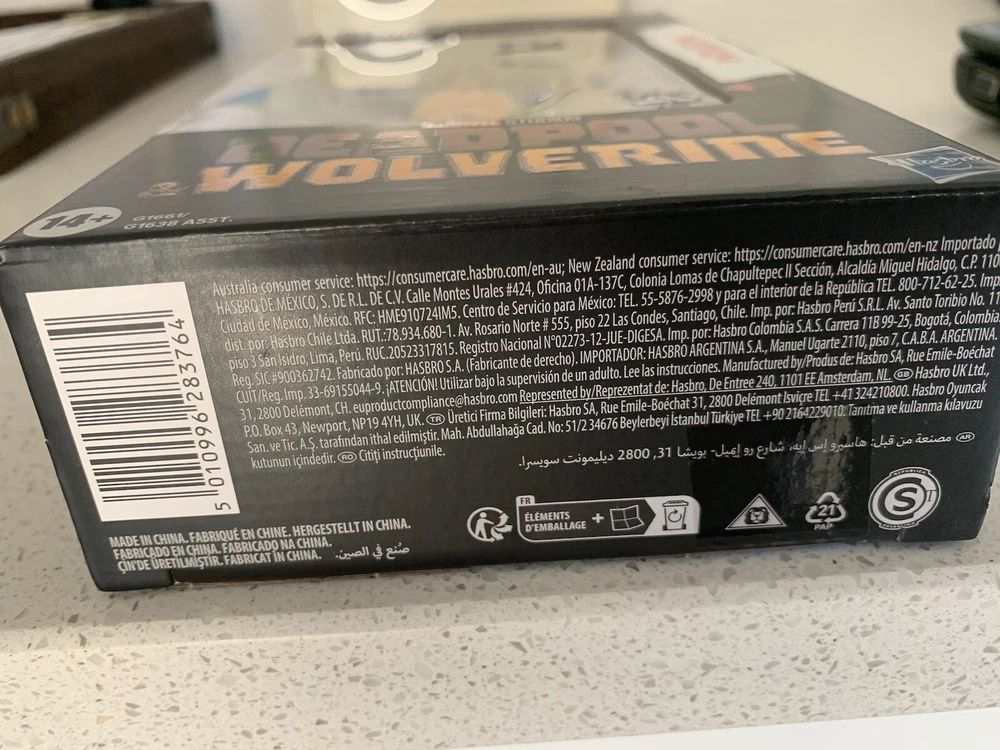 DEADPOOL
WOLVERINE
Hasbro
14+
G1661/
G1638 ASST.
Australia consumer service: https://consumercare.hasbro.com/en-au; New Zealand consumer service: https://consumercare.hasbro.com/en-nz Importado
HASBRO DE MÉXICO, S. DE R.L. DE C.V. Calle Montes Urales #424, Oficina 01A-137C, Colonia Lomas de Chapultepec II Sección, Alcaldía Miguel Hidalgo, C.P. 110
Ciudad de México, México. RFC: HME910724IM5. Centro de Servicio para México: TEL. 55-5876-2998 y para el interior de la República TEL. 800-712-62-25. Imp
dist. por: Hasbro Chile Ltda. RUT.:78.934.680-1. Av. Rosario Norte # 555, piso 22 Las Condes, Santiago, Chile. Imp. por: Hasbro Perú S.R.L. Av. Santo Toribio No. 11
piso 3 San Isidro, Lima, Perú. RUC.20523317815. Registro Nacional N°02273-12-JUE-DIGESA. Imp. por: Hasbro Colombia S.A.S. Carrera 11B 99-25, Bogotá, Colombia
Reg. SIC #900362742. Fabricado por: HASBRO S.A. (Fabricante de derecho). IMPORTADOR: HASBRO ARGENTINA S.A., Manuel Ugarte 2110, piso 7, C.A.B.A. ARGENTINA.
CUIT/Reg.Imp.33-69155044-9. ¡ATENCIÓN! Utilizar bajo la supervisión de un adulto. Lee las instrucciones. Manufactured by/Produs de: Hasbro SA, Rue Emile-Boéchat
31, 2800 Delémont, CH. euproductcompliance@hasbro.com Represented by/Reprezentat de: Hasbro, De Entree 240, 1101 EE Amsterdam, NL. GB Hasbro UK Ltd.,
P.O. Box 43, Newport, NP19 4YH, UK. TR Üretici Firma Bilgileri: Hasbro SA, Rue Emile-Boéchat 31, 2800 Delémont İsviçre TEL +41 324210800. Hasbro Oyuncak
San. ve Tic. A.Ş. tarafından ithal edilmiştir. Mah. Abdullahağa Cad. No: 51/2 34676 Beylerbeyi İstanbul Türkiye TEL +90 2164229010. Tanıtma ve kullanma kılavuzu
kutunun içindedir. RO Citiți instrucțiunile.
AR مصنعة من قبل: هاسبرو إس إيه، شارع رو إميل- بويشا 31, 2800 ديليمونت سويسرا.
5 010996 283764
MADE IN CHINA. FABRIQUÉ EN CHINE. HERGESTELLT IN CHINA.
FABRICADO EN CHINA. FABRICADO NA CHINA.
ÇIN'DE ÜRETILMIŞTIR. FABRICAT ÎN CHINA. صُنع في الصين.
FR
ÉLÉMENTS
D'EMBALLAGE +
21
PAP
S